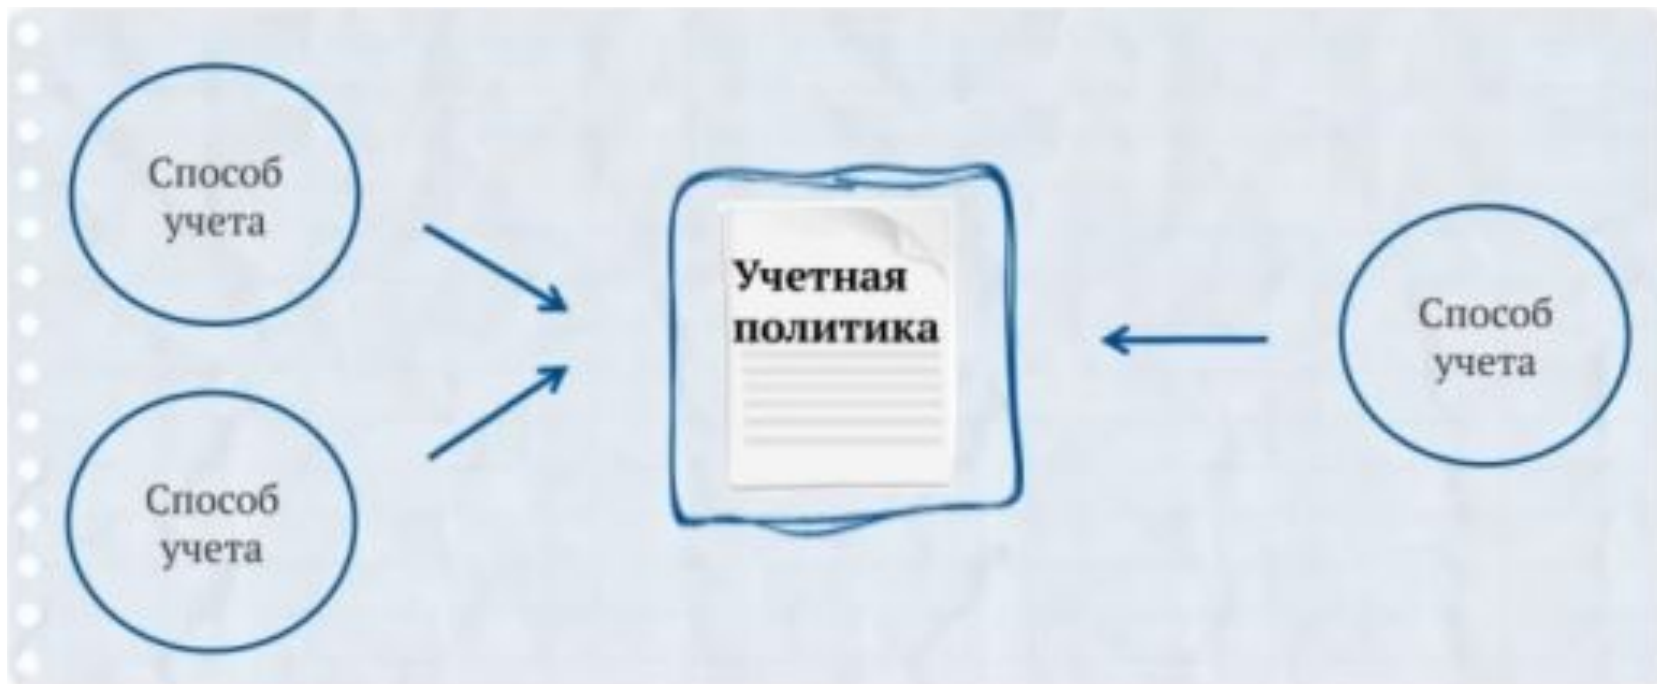 Способ
учета
Способ
учета
Учетная
политика
Способ
учета